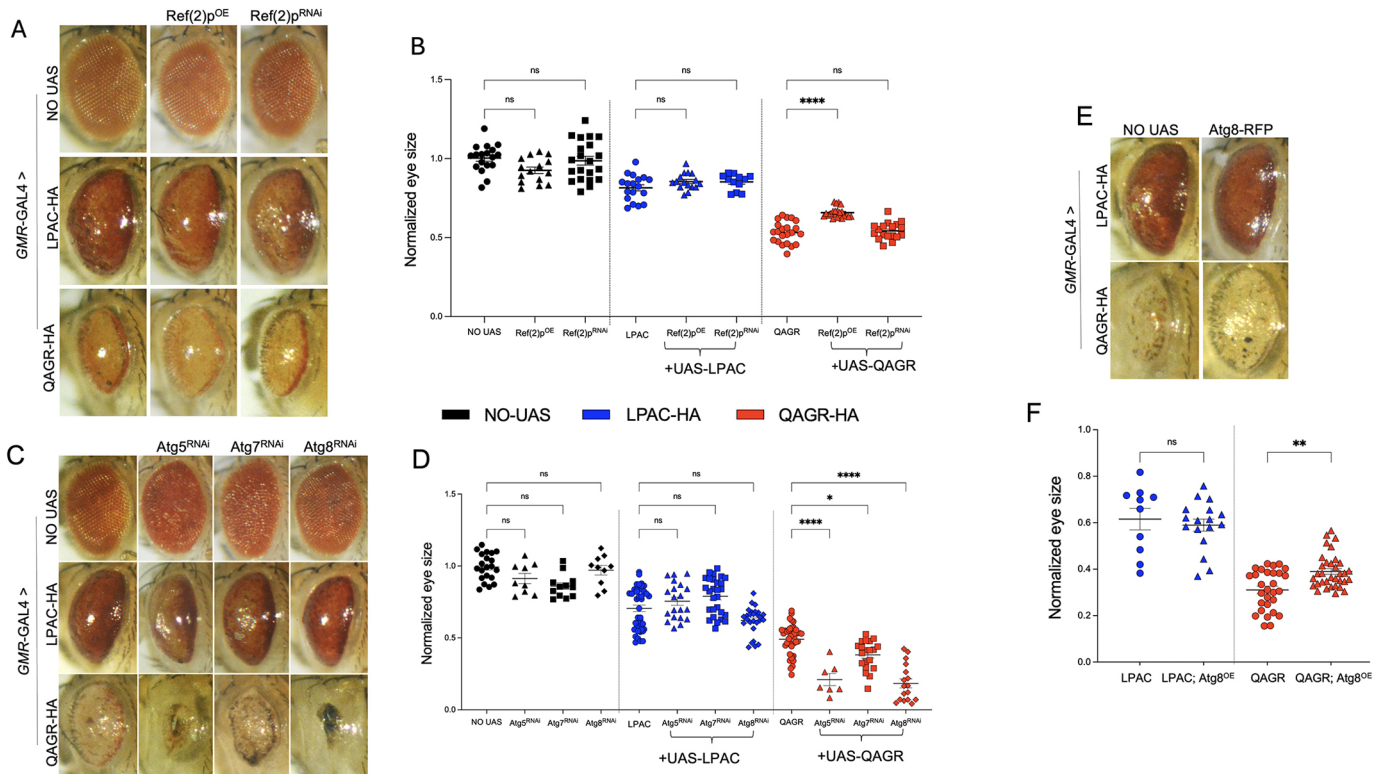 A
Ref(2)p^OE Ref(2)p^RNAi
GMR-GAL4 >
NO UAS
LPAC-HA
QAGR-HA
B
Normalized eye size
1.5
1.0
0.5
0.0
ns
ns
ns
ns
ns
****
NO UAS Ref(2)p^OE Ref(2)p^RNAi LPAC Ref(2)p^OE Ref(2)p^RNAi QAGR Ref(2)p^OE Ref(2)p^RNAi
+UAS-LPAC +UAS-QAGR
NO-UAS LPAC-HA QAGR-HA
C
Atg5^RNAi Atg7^RNAi Atg8^RNAi
GMR-GAL4 >
NO UAS
LPAC-HA
QAGR-HA
D
Normalized eye size
1.5
1.0
0.5
0.0
ns
ns
ns
ns
ns
ns
****
*
****
NO UAS Atg5^RNAi Atg7^RNAi Atg8^RNAi LPAC Atg5^RNAi Atg7^RNAi Atg8^RNAi QAGR Atg5^RNAi Atg7^RNAi Atg8^RNAi
+UAS-LPAC +UAS-QAGR
E
NO UAS Atg8-RFP
GMR-GAL4 >
LPAC-HA
QAGR-HA
F
Normalized eye size
1.0
0.8
0.6
0.4
0.2
0.0
ns
**
LPAC LPAC; Atg8^OE QAGR QAGR; Atg8^OE